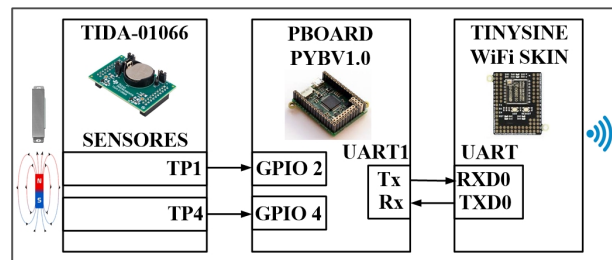 TIDA-01066
PBOARD
PYBV1.0
TINYSINE
WiFi SKIN
SENSORES
UART1
UART
TP1
GPIO 2
Tx
RXD0
Rx
TXD0
TP4
GPIO 4
N
S